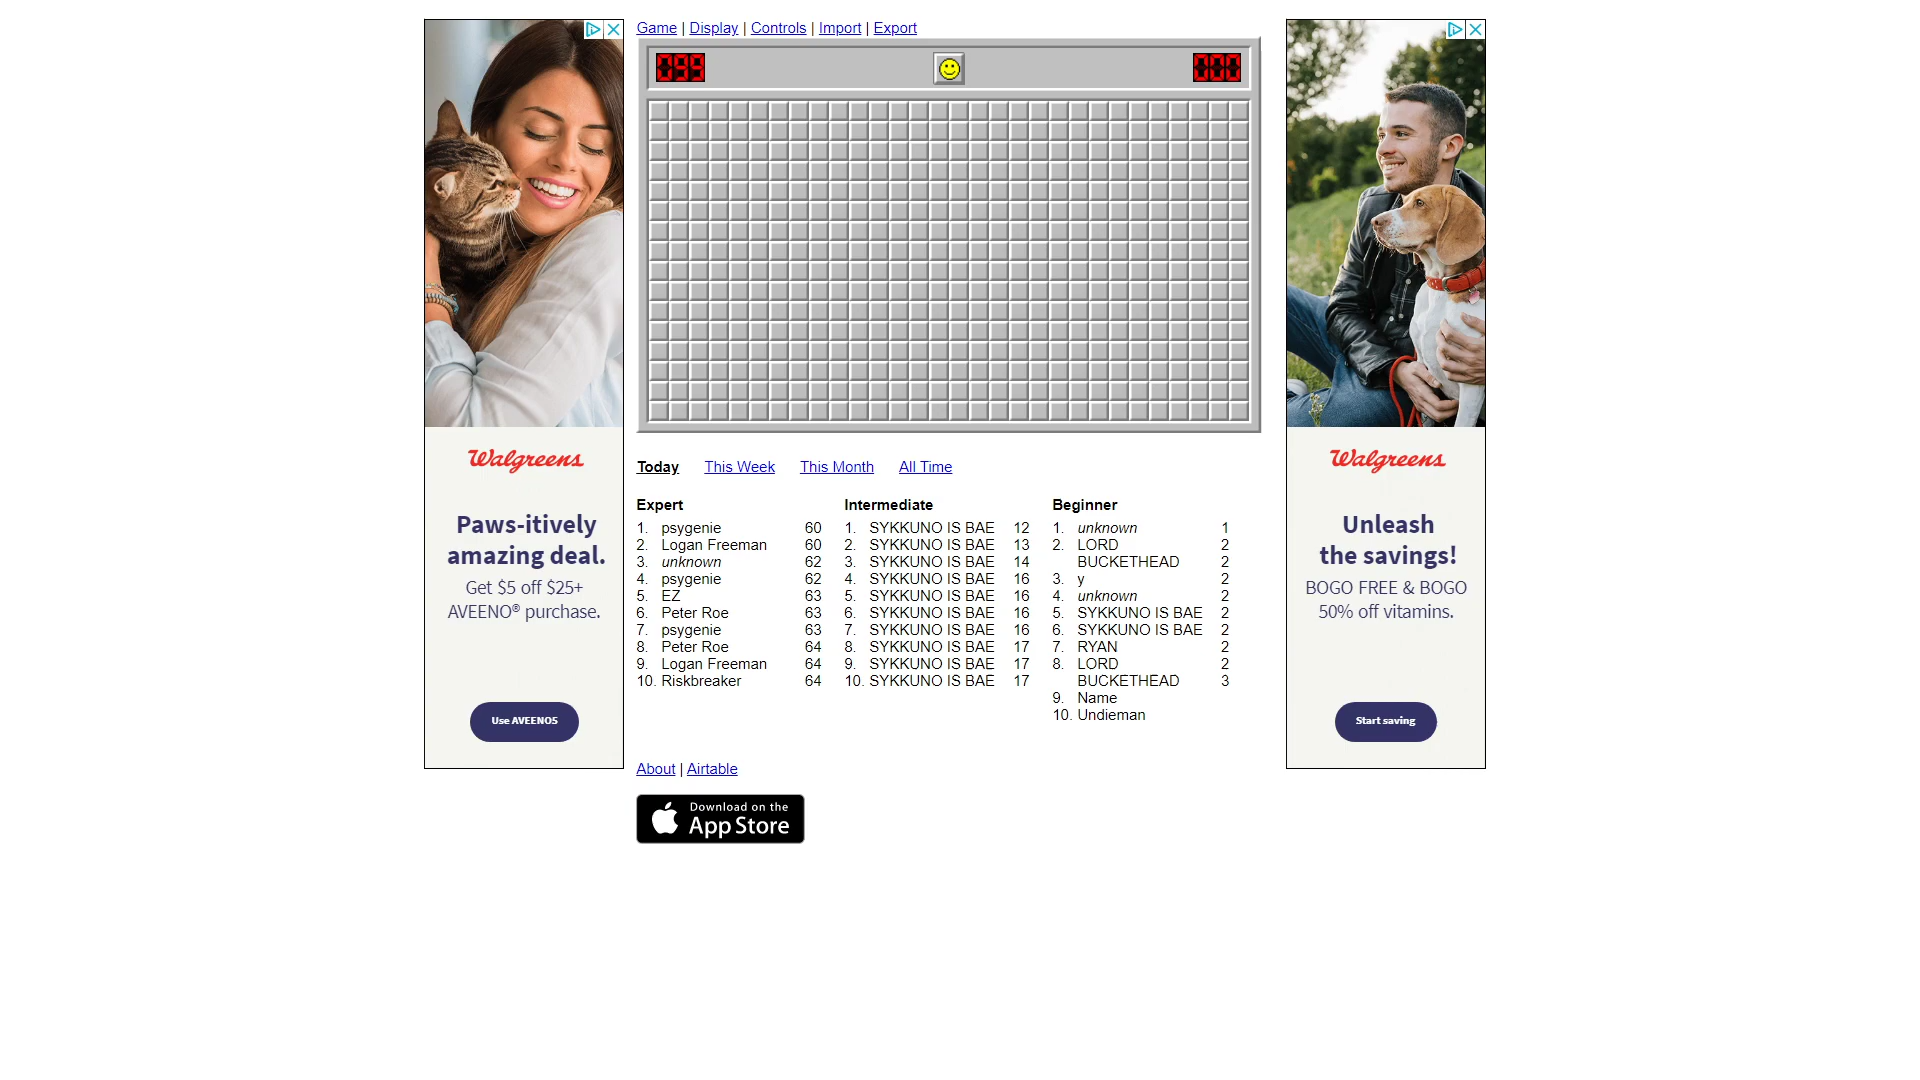 Game | Display | Controls | Import | Export
099
000
Today This Week This Month All Time
Expert
1. psygenie 60
2. Logan Freeman 60
3. unknown 62
4. psygenie 62
5. EZ 63
6. Peter Roe 63
7. psygenie 63
8. Peter Roe 64
9. Logan Freeman 64
10. Riskbreaker 64
Intermediate
1. SYKKUNO IS BAE 12
2. SYKKUNO IS BAE 13
3. SYKKUNO IS BAE 14
4. SYKKUNO IS BAE 16
5. SYKKUNO IS BAE 16
6. SYKKUNO IS BAE 16
7. SYKKUNO IS BAE 16
8. SYKKUNO IS BAE 17
9. SYKKUNO IS BAE 17
10. SYKKUNO IS BAE 17
Beginner
1. unknown 1
2. LORD 2
BUCKETHEAD 2
3. y 2
4. unknown 2
5. SYKKUNO IS BAE 2
6. SYKKUNO IS BAE 2
7. RYAN 2
8. LORD 2
BUCKETHEAD 3
9. Name
10. Undieman
About | Airtable
Download on the
App Store
Walgreens
Paws-itively
amazing deal.
Get $5 off $25+
AVEENO® purchase.
Use AVEENO5
Walgreens
Unleash
the savings!
BOGO FREE & BOGO
50% off vitamins.
Start saving